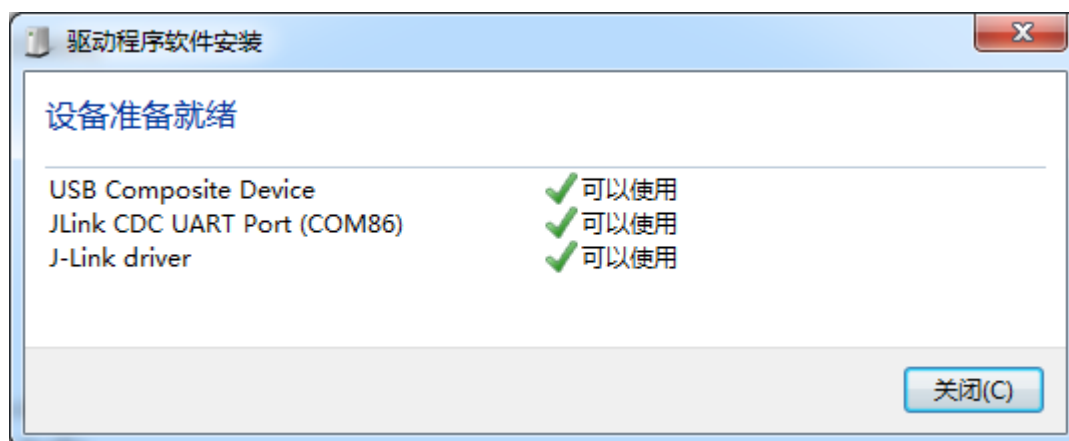 驱动程序软件安装
设备准备就绪
USB Composite Device 可以使用
JLink CDC UART Port (COM86) 可以使用
J-Link driver 可以使用
关闭(C)